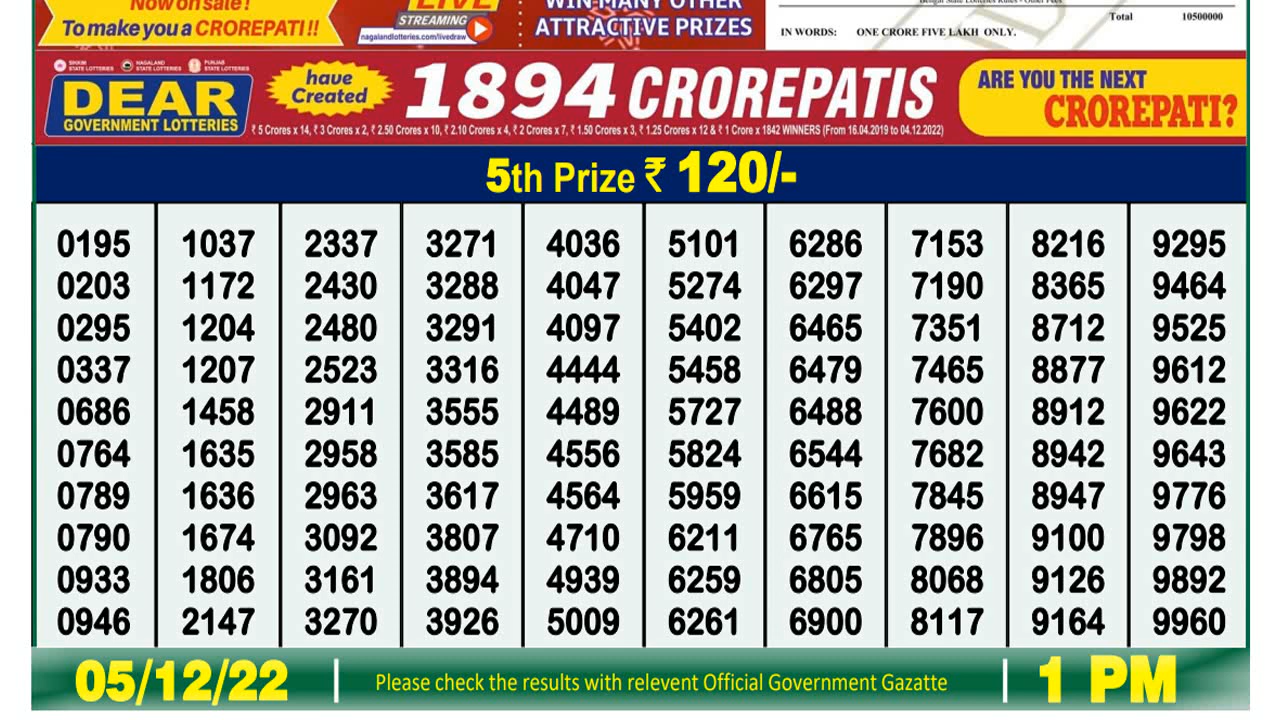 Now on sale!
To make you a CROREPATI!!
LIVE
STREAMING
nagalandlotteries.com/livedraw
WIN MANY OTHER
ATTRACTIVE PRIZES
Bengal State Lotteries Rules - Other Fees
Total 10500000
IN WORDS: ONE CRORE FIVE LAKH ONLY.
SIKKIM STATE LOTTERIES NAGALAND STATE LOTTERIES PUNJAB STATE LOTTERIES
DEAR
GOVERNMENT LOTTERIES
have
Created
1894 CROREPATIS
₹ 5 Crores x 14, ₹ 3 Crores x 2, ₹ 2.50 Crores x 10, ₹ 2.10 Crores x 4, ₹ 2 Crores x 7, ₹ 1.50 Crores x 3, ₹ 1.25 Crores x 12 & ₹ 1 Crore x 1842 WINNERS (From 16.04.2019 to 04.12.2022)
ARE YOU THE NEXT
CROREPATI?
5th Prize ₹ 120/-
0195 1037 2337 3271 4036 5101 6286 7153 8216 9295
0203 1172 2430 3288 4047 5274 6297 7190 8365 9464
0295 1204 2480 3291 4097 5402 6465 7351 8712 9525
0337 1207 2523 3316 4444 5458 6479 7465 8877 9612
0686 1458 2911 3555 4489 5727 6488 7600 8912 9622
0764 1635 2958 3585 4556 5824 6544 7682 8942 9643
0789 1636 2963 3617 4564 5959 6615 7845 8947 9776
0790 1674 3092 3807 4710 6211 6765 7896 9100 9798
0933 1806 3161 3894 4939 6259 6805 8068 9126 9892
0946 2147 3270 3926 5009 6261 6900 8117 9164 9960
05/12/22 Please check the results with relevent Official Government Gazatte 1 PM